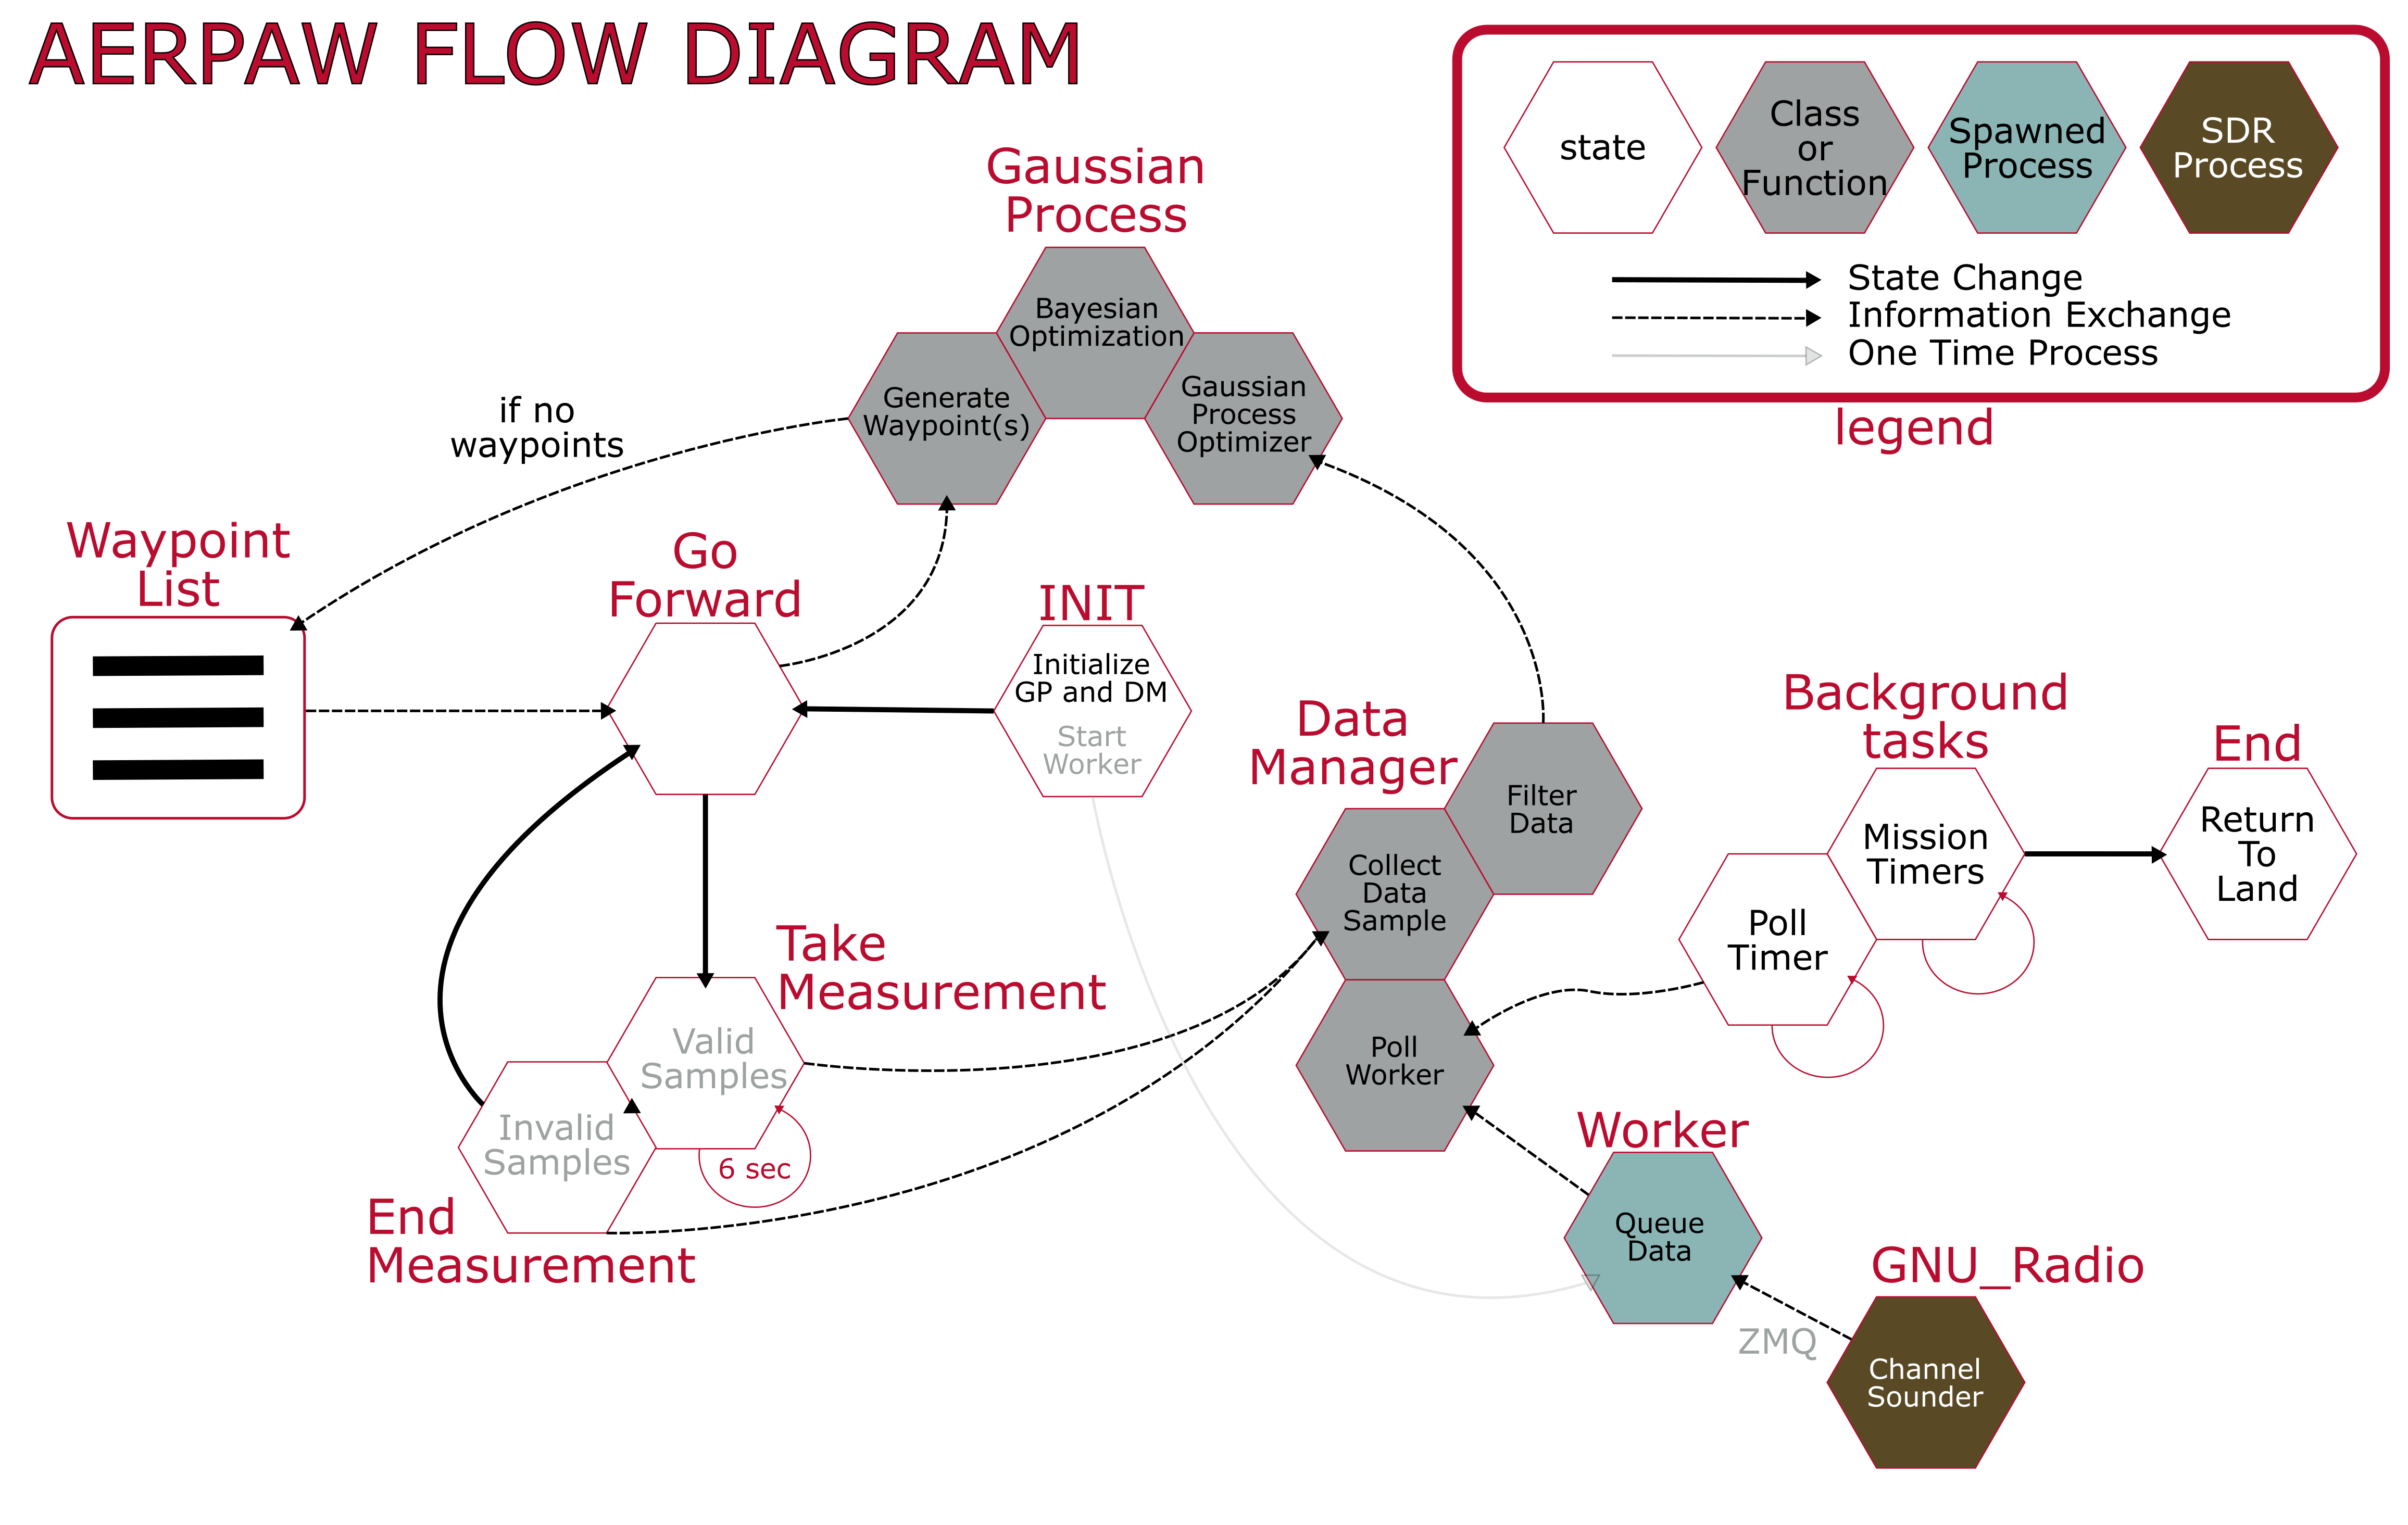 AERPAW FLOW DIAGRAM
state
Class
or
Function
Spawned
Process
SDR
Process
State Change
Information Exchange
One Time Process
legend
Gaussian
Process
Bayesian
Optimization
Generate
Waypoint(s)
Gaussian
Process
Optimizer
if no
waypoints
Waypoint
List
Go
Forward
INIT
Initialize
GP and DM
Start
Worker
Data
Manager
Filter
Data
Collect
Data
Sample
Poll
Worker
Background
tasks
Mission
Timers
Poll
Timer
End
Return
To
Land
Take
Measurement
Valid
Samples
Invalid
Samples
6 sec
End
Measurement
Worker
Queue
Data
GNU_Radio
ZMQ
Channel
Sounder